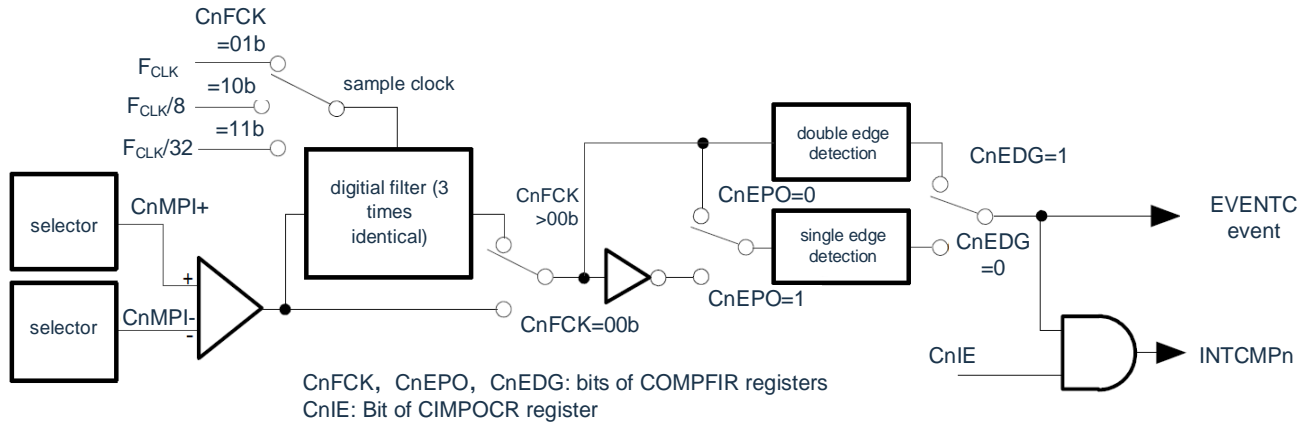 CnFCK
=01b
FCLK
sample clock
=10b
FCLK/8
=11b
FCLK/32
double edge
detection
CnEDG=1
digitial filter (3
times
identical)
CnFCK
>00b
CnEPO=0
selector
CnMPI+
EVENTC
event
single edge
detection
CnEDG
=0
+
CnEPO=1
selector
CnMPI-
-
CnFCK=00b
CnIE
INTCMPn
CnFCK, CnEPO, CnEDG: bits of COMPFIR registers
CnIE: Bit of CIMPOCR register